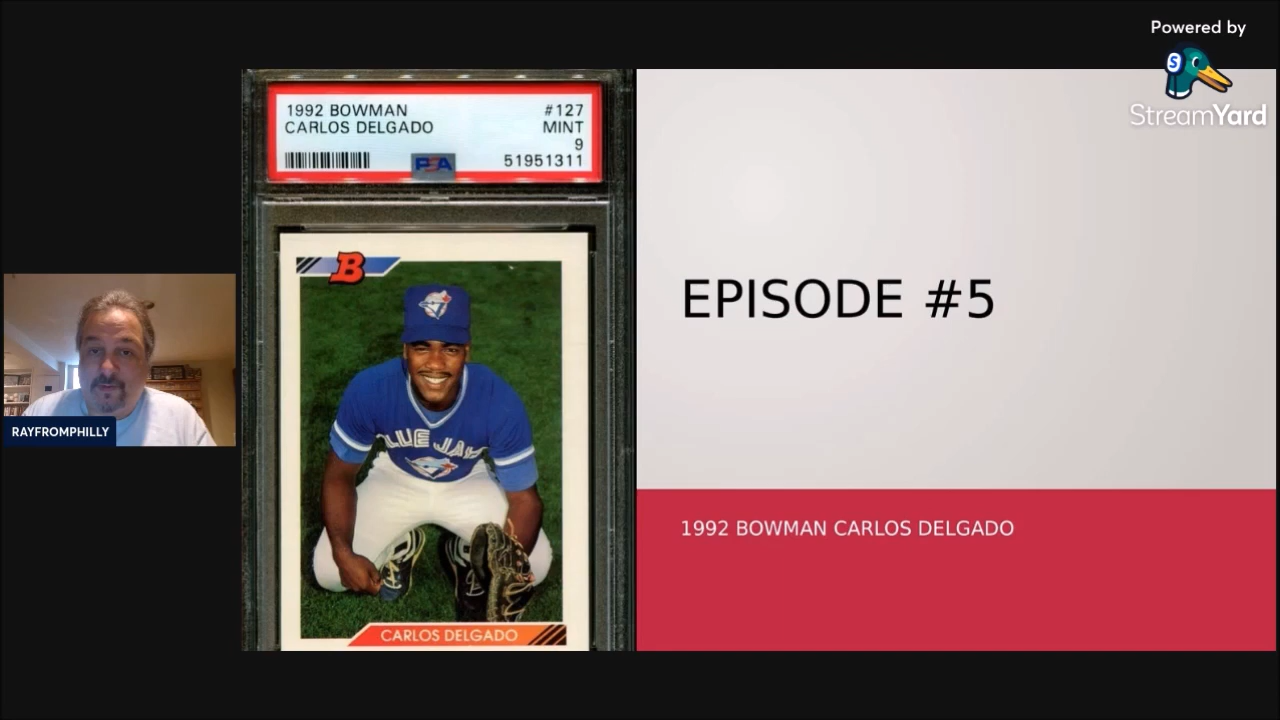 Powered by
StreamYard
1992 BOWMAN #127
CARLOS DELGADO MINT
9
PSA 51951311
B
BLUE JAYS
CARLOS DELGADO
RAYFROMPHILLY
EPISODE #5
1992 BOWMAN CARLOS DELGADO